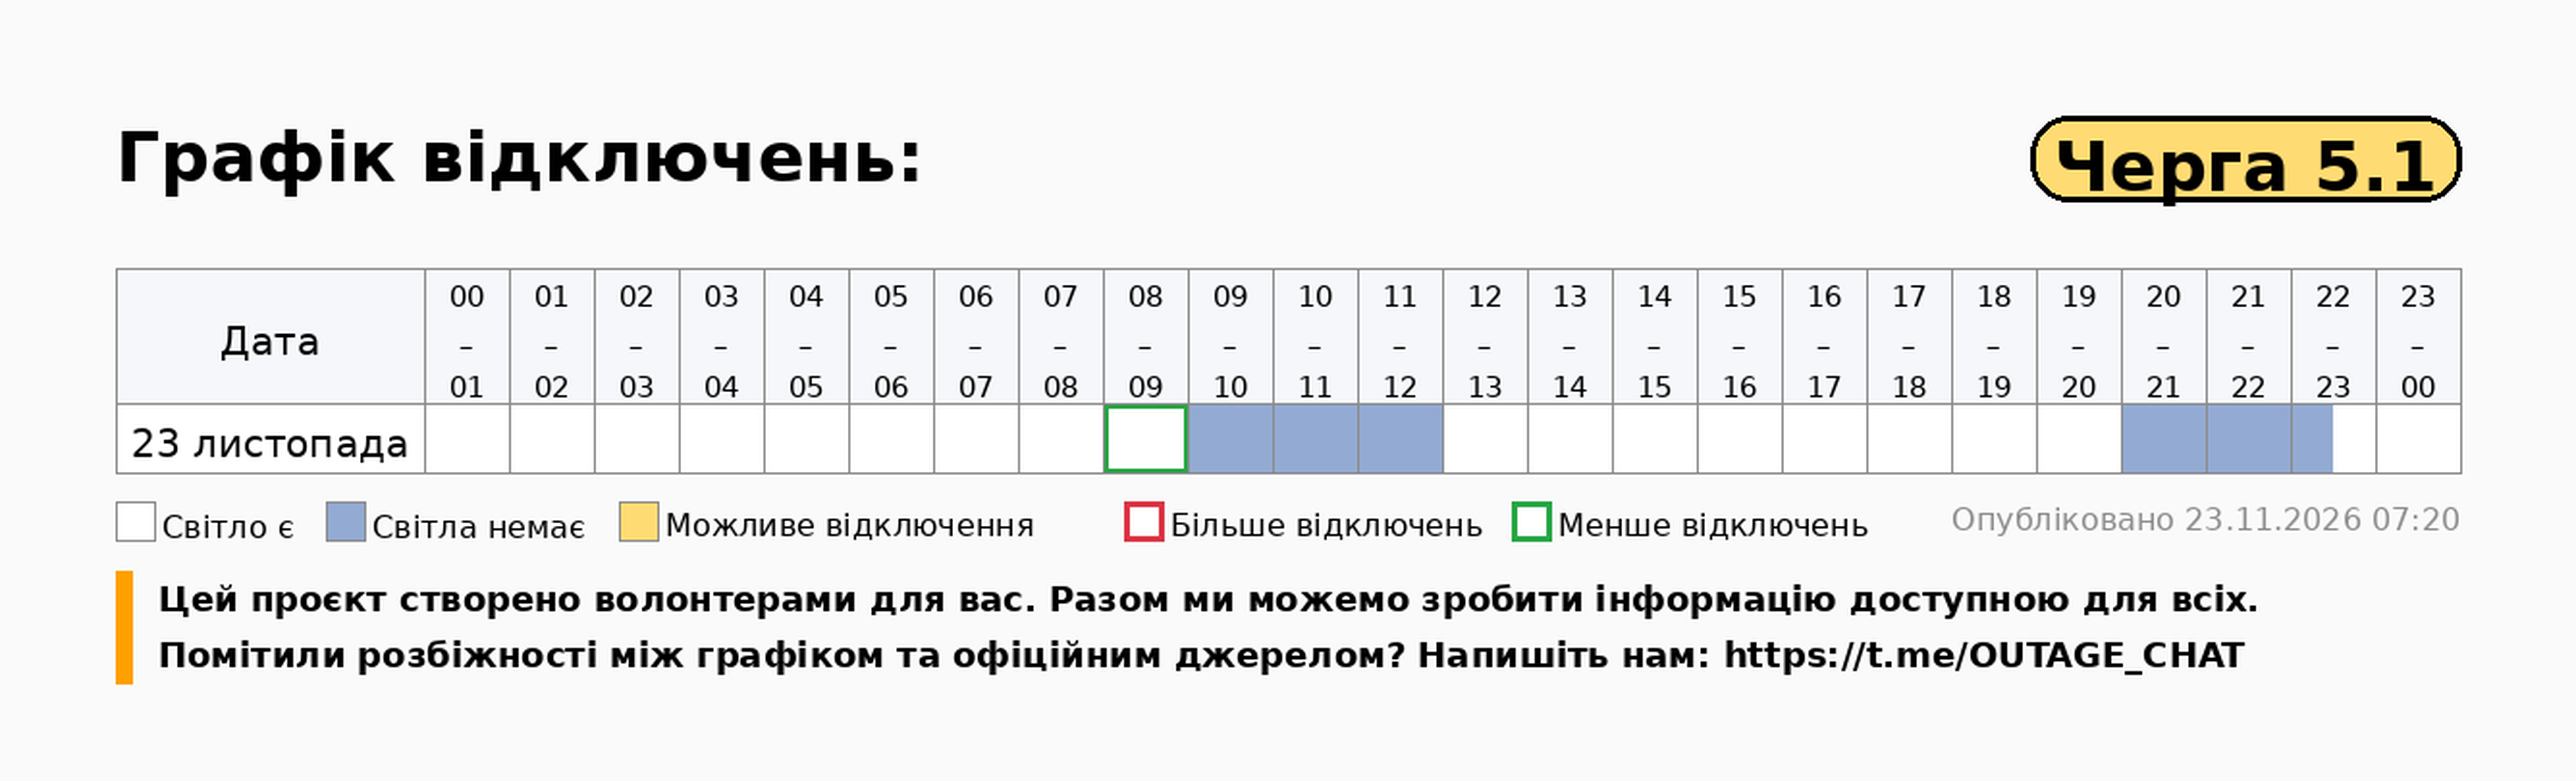 Графік відключень:
Черга 5.1
Дата
00 – 01
01 – 02
02 – 03
03 – 04
04 – 05
05 – 06
06 – 07
07 – 08
08 – 09
09 – 10
10 – 11
11 – 12
12 – 13
13 – 14
14 – 15
15 – 16
16 – 17
17 – 18
18 – 19
19 – 20
20 – 21
21 – 22
22 – 23
23 – 00
23 листопада
Світло є
Світла немає
Можливе відключення
Більше відключень
Менше відключень
Опубліковано 23.11.2026 07:20
Цей проєкт створено волонтерами для вас. Разом ми можемо зробити інформацію доступною для всіх.
Помітили розбіжності між графіком та офіційним джерелом? Напишіть нам: https://t.me/OUTAGE_CHAT